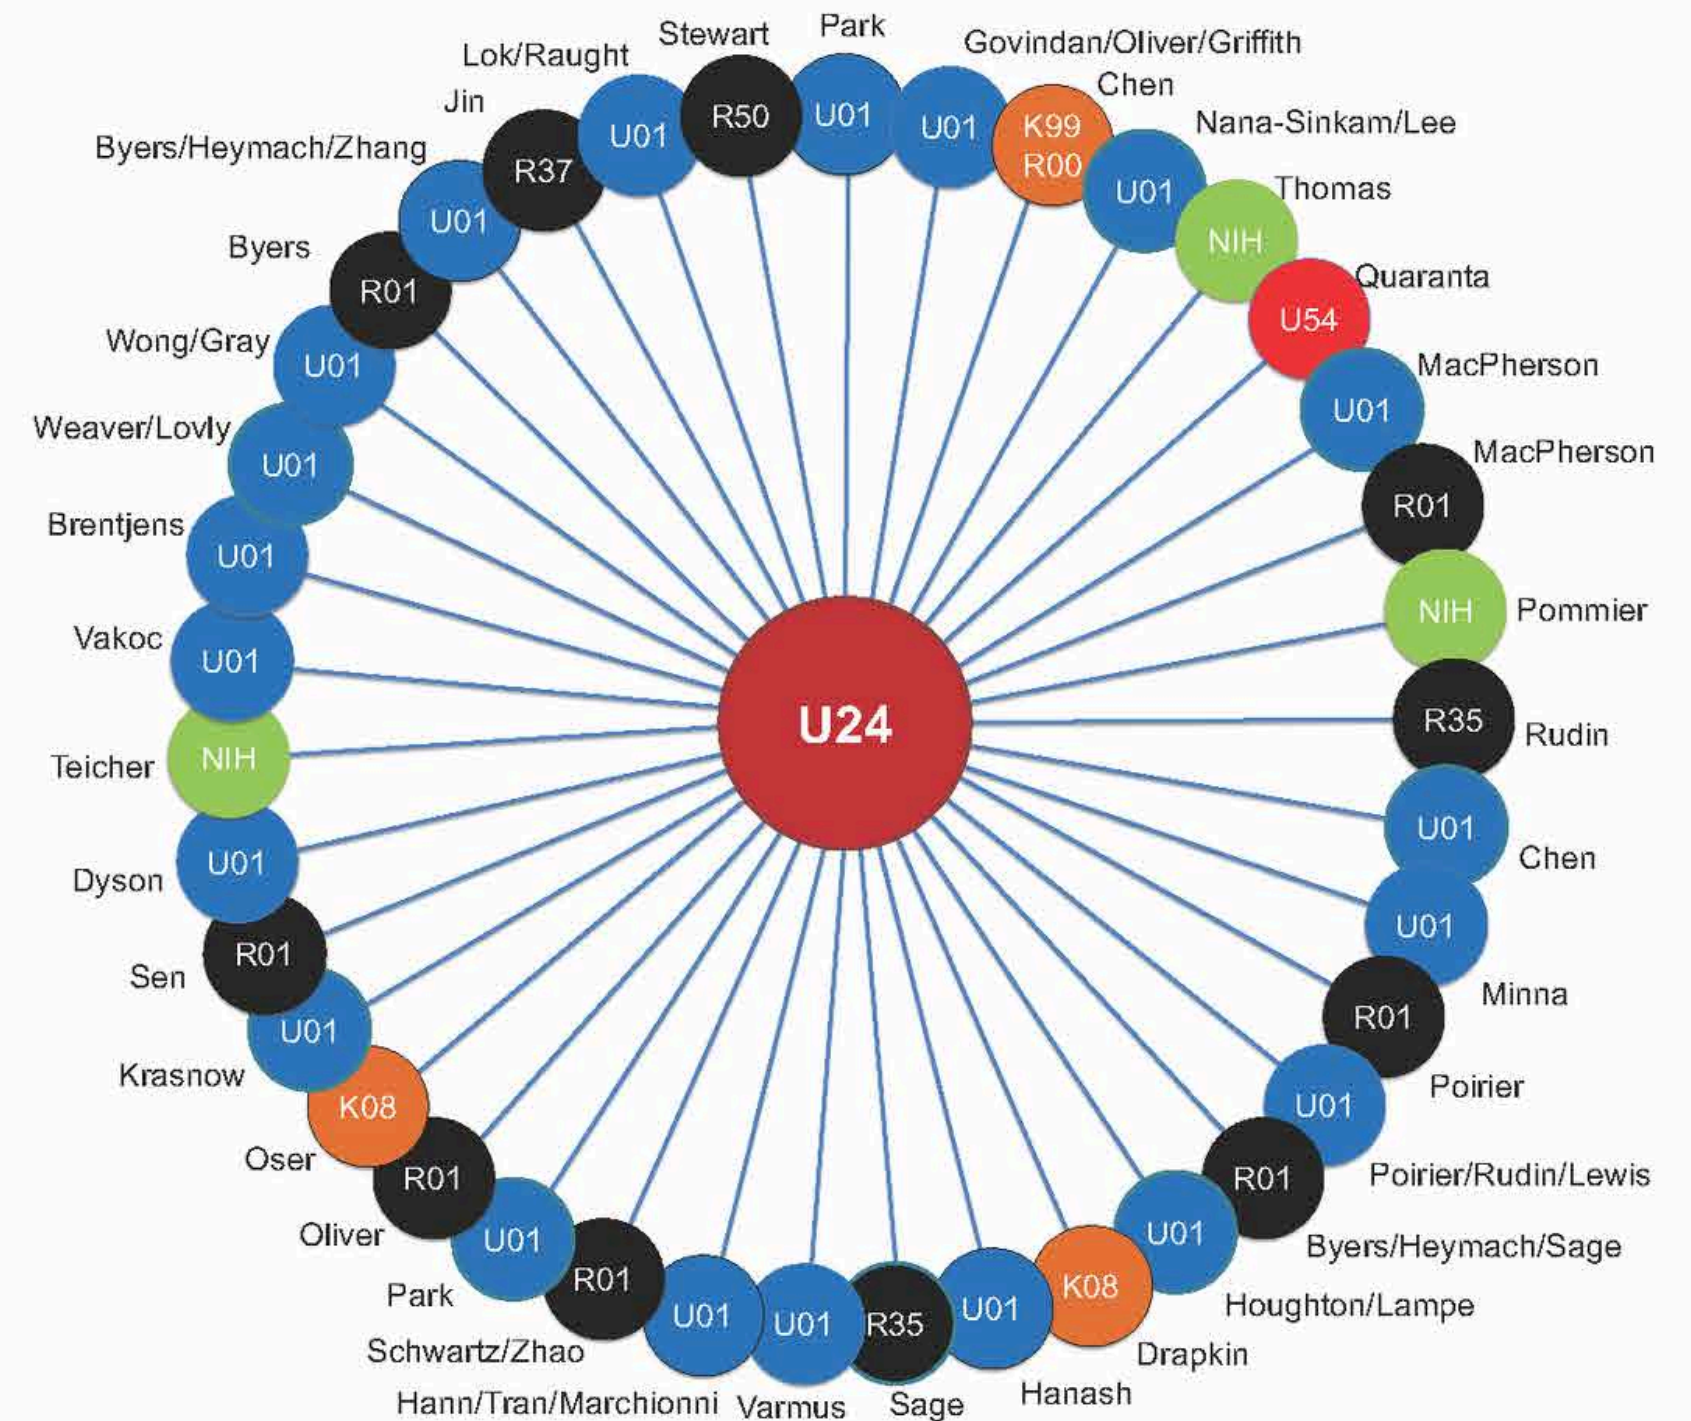 Park
U01
Govindan/Oliver/Griffith
U01
Chen
K99
R00
Nana-Sinkam/Lee
U01
Thomas
NIH
Quaranta
U54
MacPherson
U01
MacPherson
R01
Pommier
NIH
Rudin
R35
Chen
U01
Minna
U01
Poirier
R01
Poirier/Rudin/Lewis
U01
Byers/Heymach/Sage
R01
Houghton/Lampe
U01
Drapkin
K08
Hanash
U01
Sage
R35
Varmus
U01
Hann/Tran/Marchionni
U01
Schwartz/Zhao
R01
Park
U01
Oliver
R01
Oser
K08
Krasnow
U01
Sen
R01
Dyson
U01
Teicher
NIH
Vakoc
U01
Brentjens
U01
Weaver/Lovly
U01
Wong/Gray
U01
Byers
R01
Byers/Heymach/Zhang
U01
Jin
R37
Lok/Raught
U01
Stewart
R50
U24